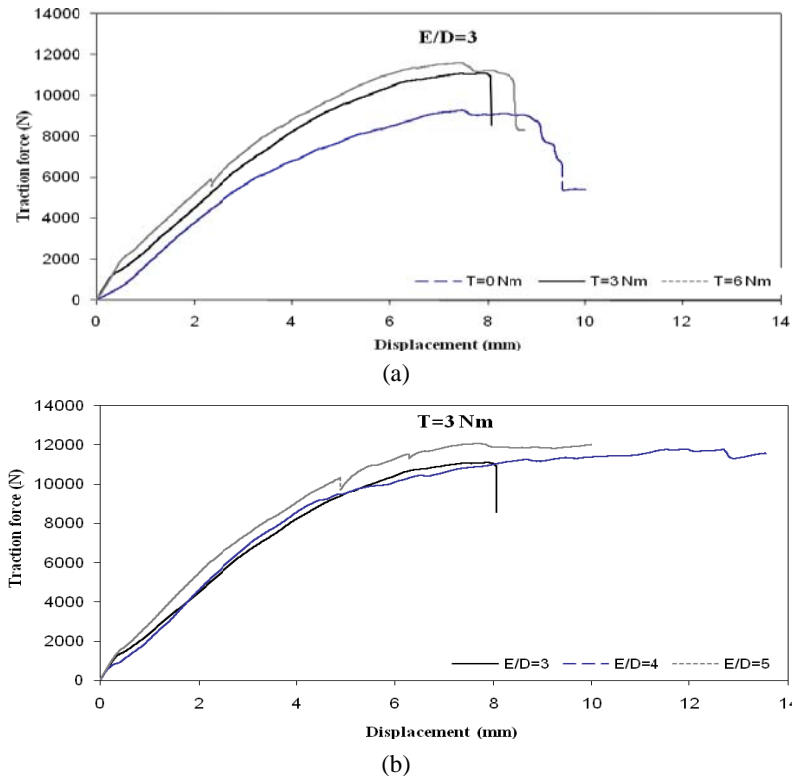 E/D=3
14000
12000
10000
8000
6000
4000
2000
0
Traction force (N)
T=0 Nm T=3 Nm T=6 Nm
0 2 4 6 8 10 12 14
Displacement (mm)
(a)
T=3 Nm
14000
12000
10000
8000
6000
4000
2000
0
Traction force (N)
E/D=3 E/D=4 E/D=5
0 2 4 6 8 10 12 14
Displacement (mm)
(b)